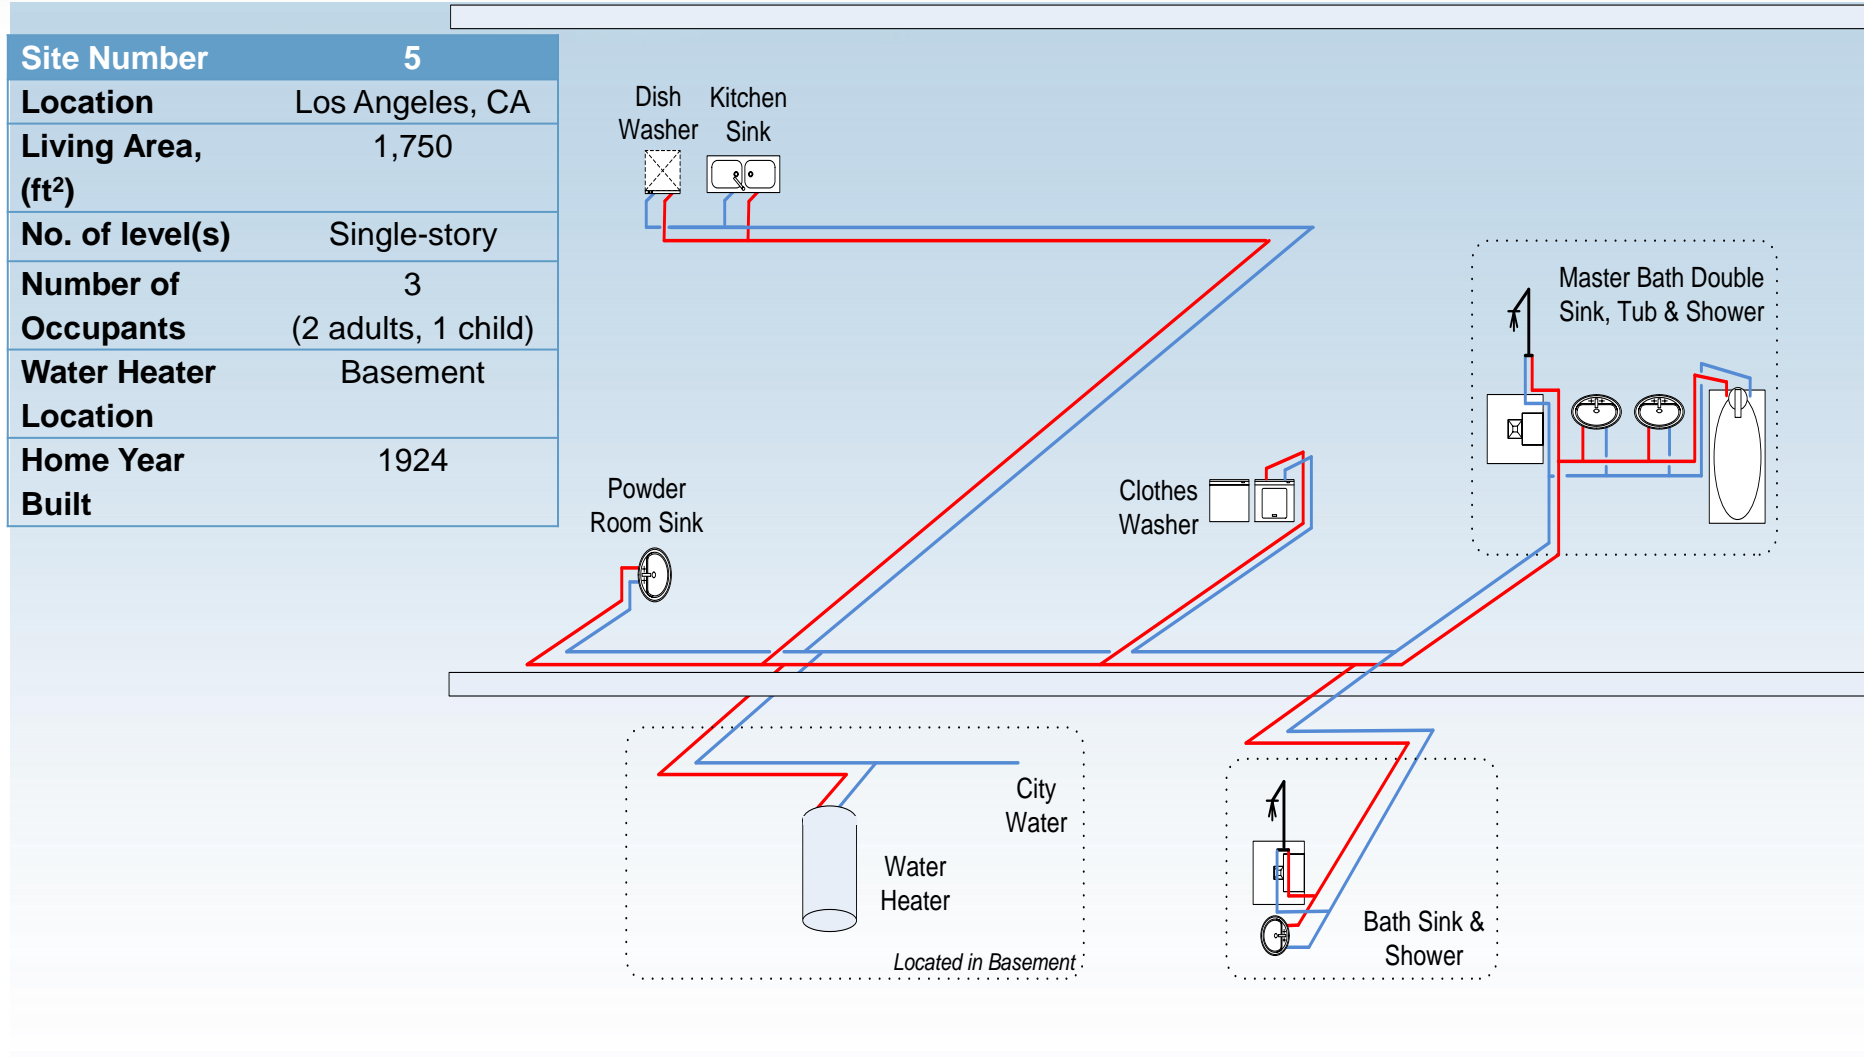 Site Number 5
Location Los Angeles, CA
Living Area, 1,750
(ft²)
No. of level(s) Single-story
Number of 3
Occupants (2 adults, 1 child)
Water Heater Basement
Location
Home Year 1924
Built
Dish Kitchen
Washer Sink
Master Bath Double
Sink, Tub & Shower
Powder
Room Sink
Clothes
Washer
City
Water
Water
Heater
Located in Basement
Bath Sink &
Shower